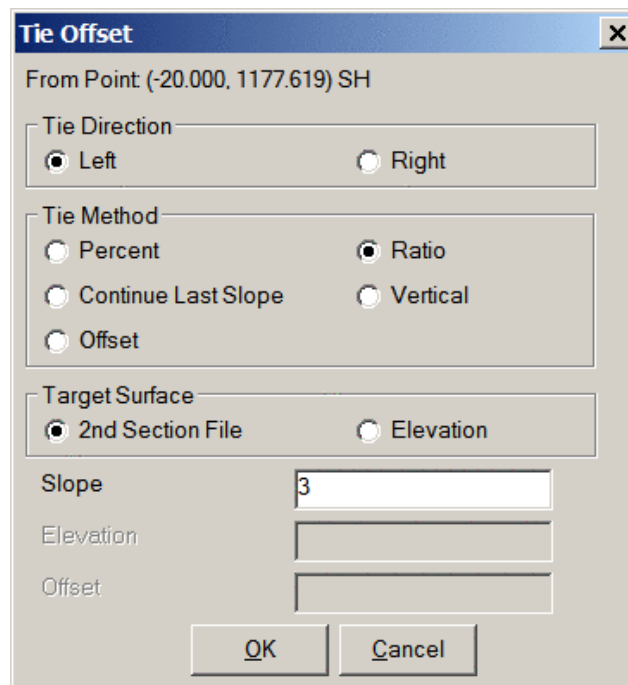 Tie Offset
From Point: (-20.000, 1177.619) SH
Tie Direction
Left Right
Tie Method
Percent Ratio
Continue Last Slope Vertical
Offset
Target Surface
2nd Section File Elevation
Slope 3
Elevation
Offset
OK Cancel